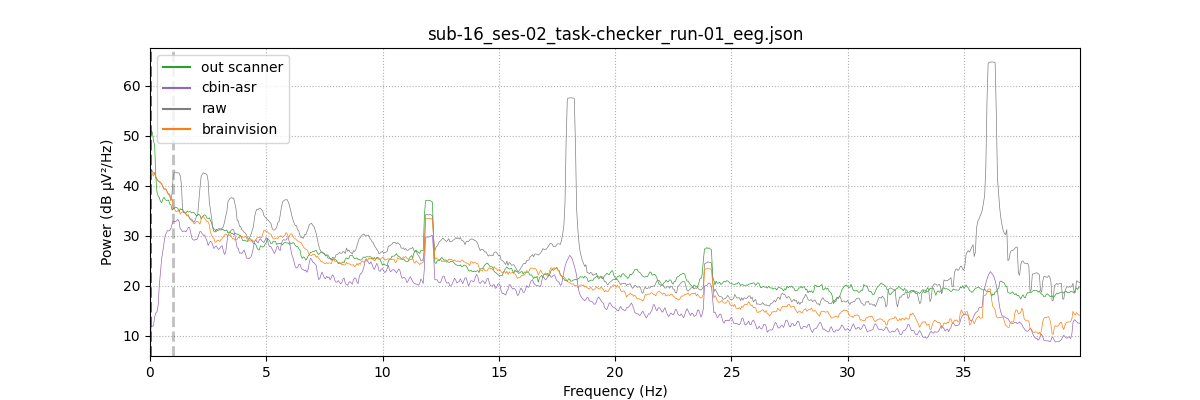 sub-16_ses-02_task-checker_run-01_eeg.json
out scanner
cbin-asr
raw
brainvision
Power (dB µV²/Hz)
60
50
40
30
20
10
0 5 10 15 20 25 30 35
Frequency (Hz)